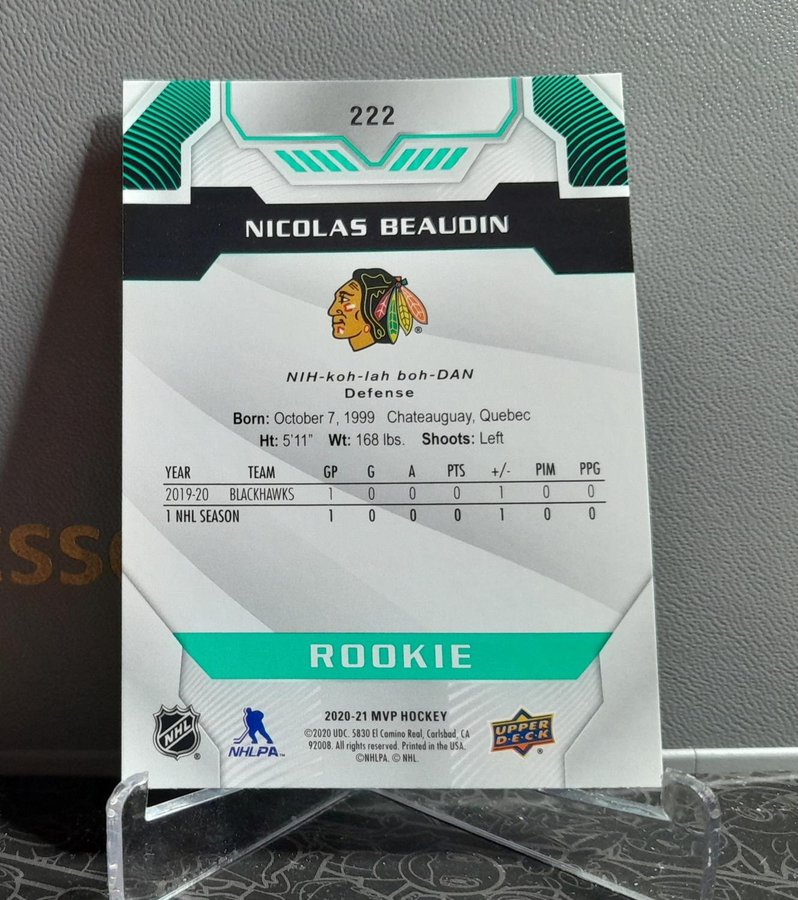 222
NICOLAS BEAUDIN
®
NIH-koh-lah boh-DAN
Defense
Born: October 7, 1999 Chateauguay, Quebec
Ht: 5'11" Wt: 168 lbs. Shoots: Left
YEAR TEAM GP G A PTS +/- PIM PPG
2019-20 BLACKHAWKS 1 0 0 0 1 0 0
1 NHL SEASON 1 0 0 0 1 0 0
ROOKIE
2020-21 MVP HOCKEY
©2020 UDC. 5830 El Camino Real, Carlsbad, CA
92008. All rights reserved. Printed in the USA.
©NHLPA. © NHL.
NHL ®
NHLPA™
UPPER
DECK ®